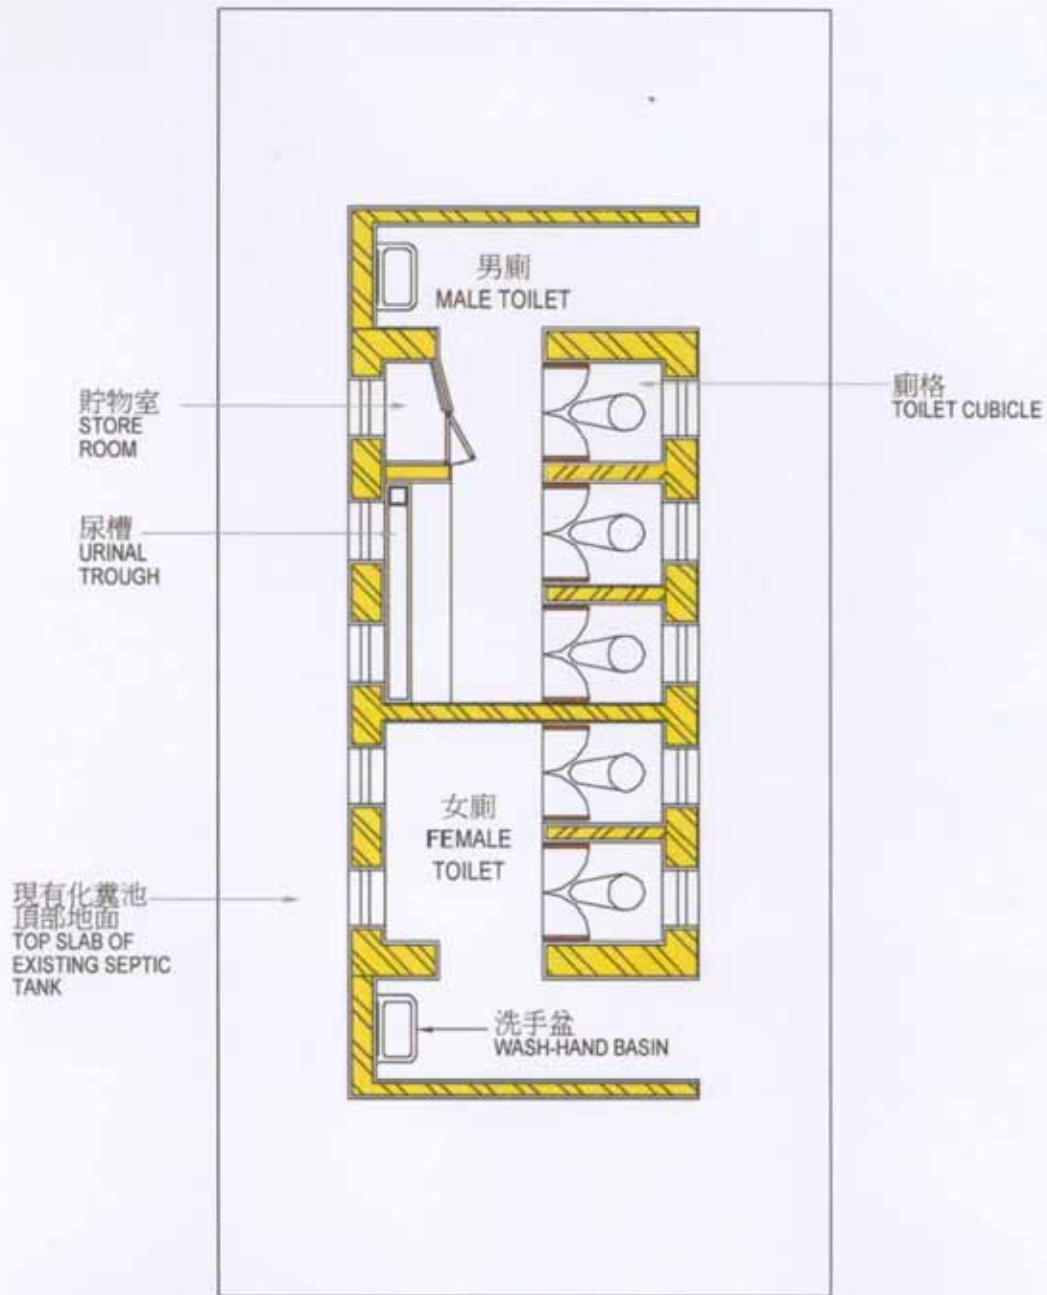 男廁
MALE TOILET
貯物室
STORE
ROOM
廁格
TOILET CUBICLE
尿槽
URINAL
TROUGH
女廁
FEMALE
TOILET
現有化糞池
頂部地面
TOP SLAB OF
EXISTING SEPTIC
TANK
洗手盆
WASH-HAND BASIN